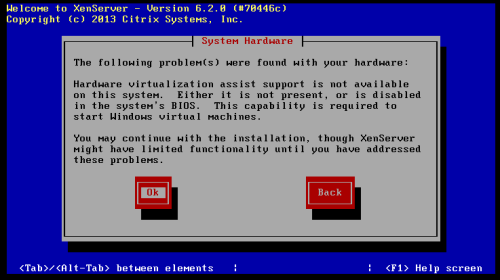 Welcome to XenServer - Version 6.2.0 (#70446c)
Copyright (c) 2013 Citrix Systems, Inc.
System Hardware
The following problem(s) were found with your hardware:
Hardware virtualization assist support is not available
on this system.  Either it is not present, or is disabled
in the system's BIOS.  This capability is required to
start Windows virtual machines.
You may continue with the installation, though XenServer
might have limited functionality until you have addressed
these problems.
Ok
Back
<Tab>/<Alt-Tab> between elements   |   | <F1> Help screen